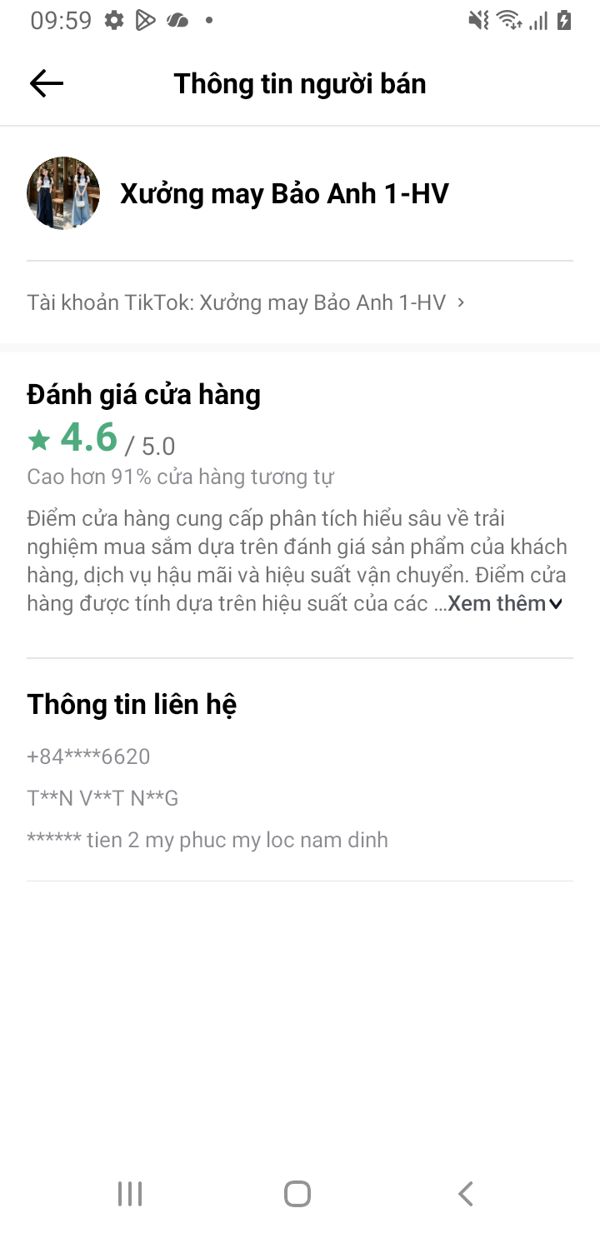 09:59
Thông tin người bán
Xưởng may Bảo Anh 1-HV
Tài khoản TikTok: Xưởng may Bảo Anh 1-HV >
Đánh giá cửa hàng
4.6 / 5.0
Cao hơn 91% cửa hàng tương tự
Điểm cửa hàng cung cấp phân tích hiểu sâu về trải
nghiệm mua sắm dựa trên đánh giá sản phẩm của khách
hàng, dịch vụ hậu mãi và hiệu suất vận chuyển. Điểm cửa
hàng được tính dựa trên hiệu suất của các ...Xem thêm
Thông tin liên hệ
+84****6620
T**N V**T N**G
****** tien 2 my phuc my loc nam dinh